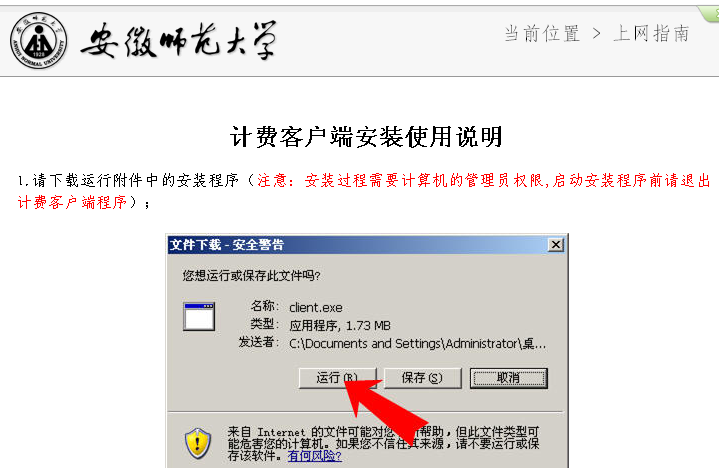 安徽师范大学
当前位置 > 上网指南
计费客户端安装使用说明
1.请下载运行附件中的安装程序（注意：安装过程需要计算机的管理员权限,启动安装程序前请退出
计费客户端程序）；
文件下载 - 安全警告
您想运行或保存此文件吗?
名称: client.exe
类型: 应用程序, 1.73 MB
发送者: C:\Documents and Settings\Administrator\桌...
运行(R) 保存(S) 取消
来自 Internet 的文件可能对您 帮助，但此文件类型可
能危害您的计算机。如果您不信任其来源，请不要运行或保
存该软件。有何风险?